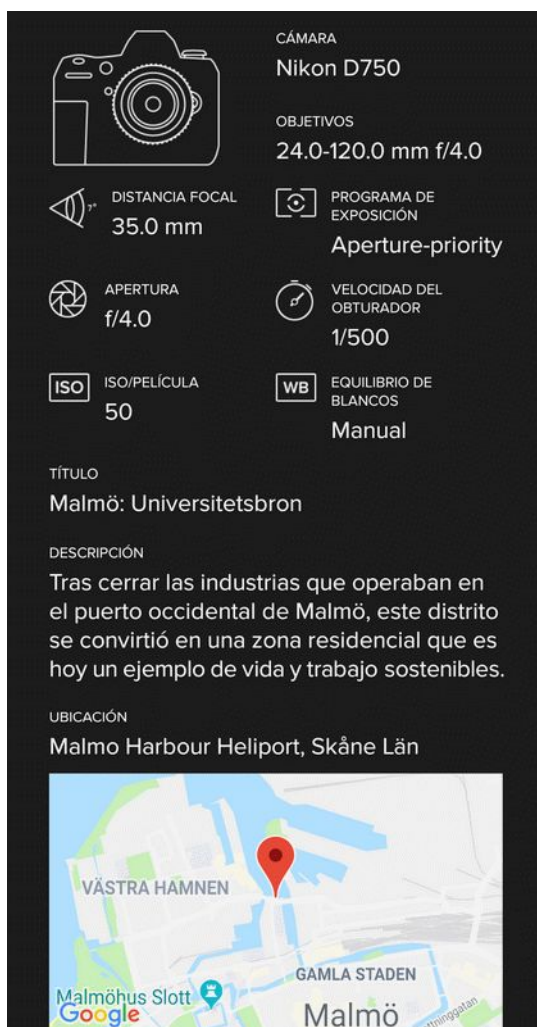 CÁMARA
Nikon D750
OBJETIVOS
24.0-120.0 mm f/4.0
7°
DISTANCIA FOCAL
35.0 mm
PROGRAMA DE
EXPOSICIÓN
Aperture-priority
APERTURA
f/4.0
VELOCIDAD DEL
OBTURADOR
1/500
ISO
ISO/PELÍCULA
50
WB
EQUILIBRIO DE
BLANCOS
Manual
TÍTULO
Malmö: Universitetsbron
DESCRIPCIÓN
Tras cerrar las industrias que operaban en
el puerto occidental de Malmö, este distrito
se convirtió en una zona residencial que es
hoy un ejemplo de vida y trabajo sostenibles.
UBICACIÓN
Malmo Harbour Heliport, Skåne Län
VÄSTRA HAMNEN
GAMLA STADEN
Malmöhus Slott
Google
Malmö